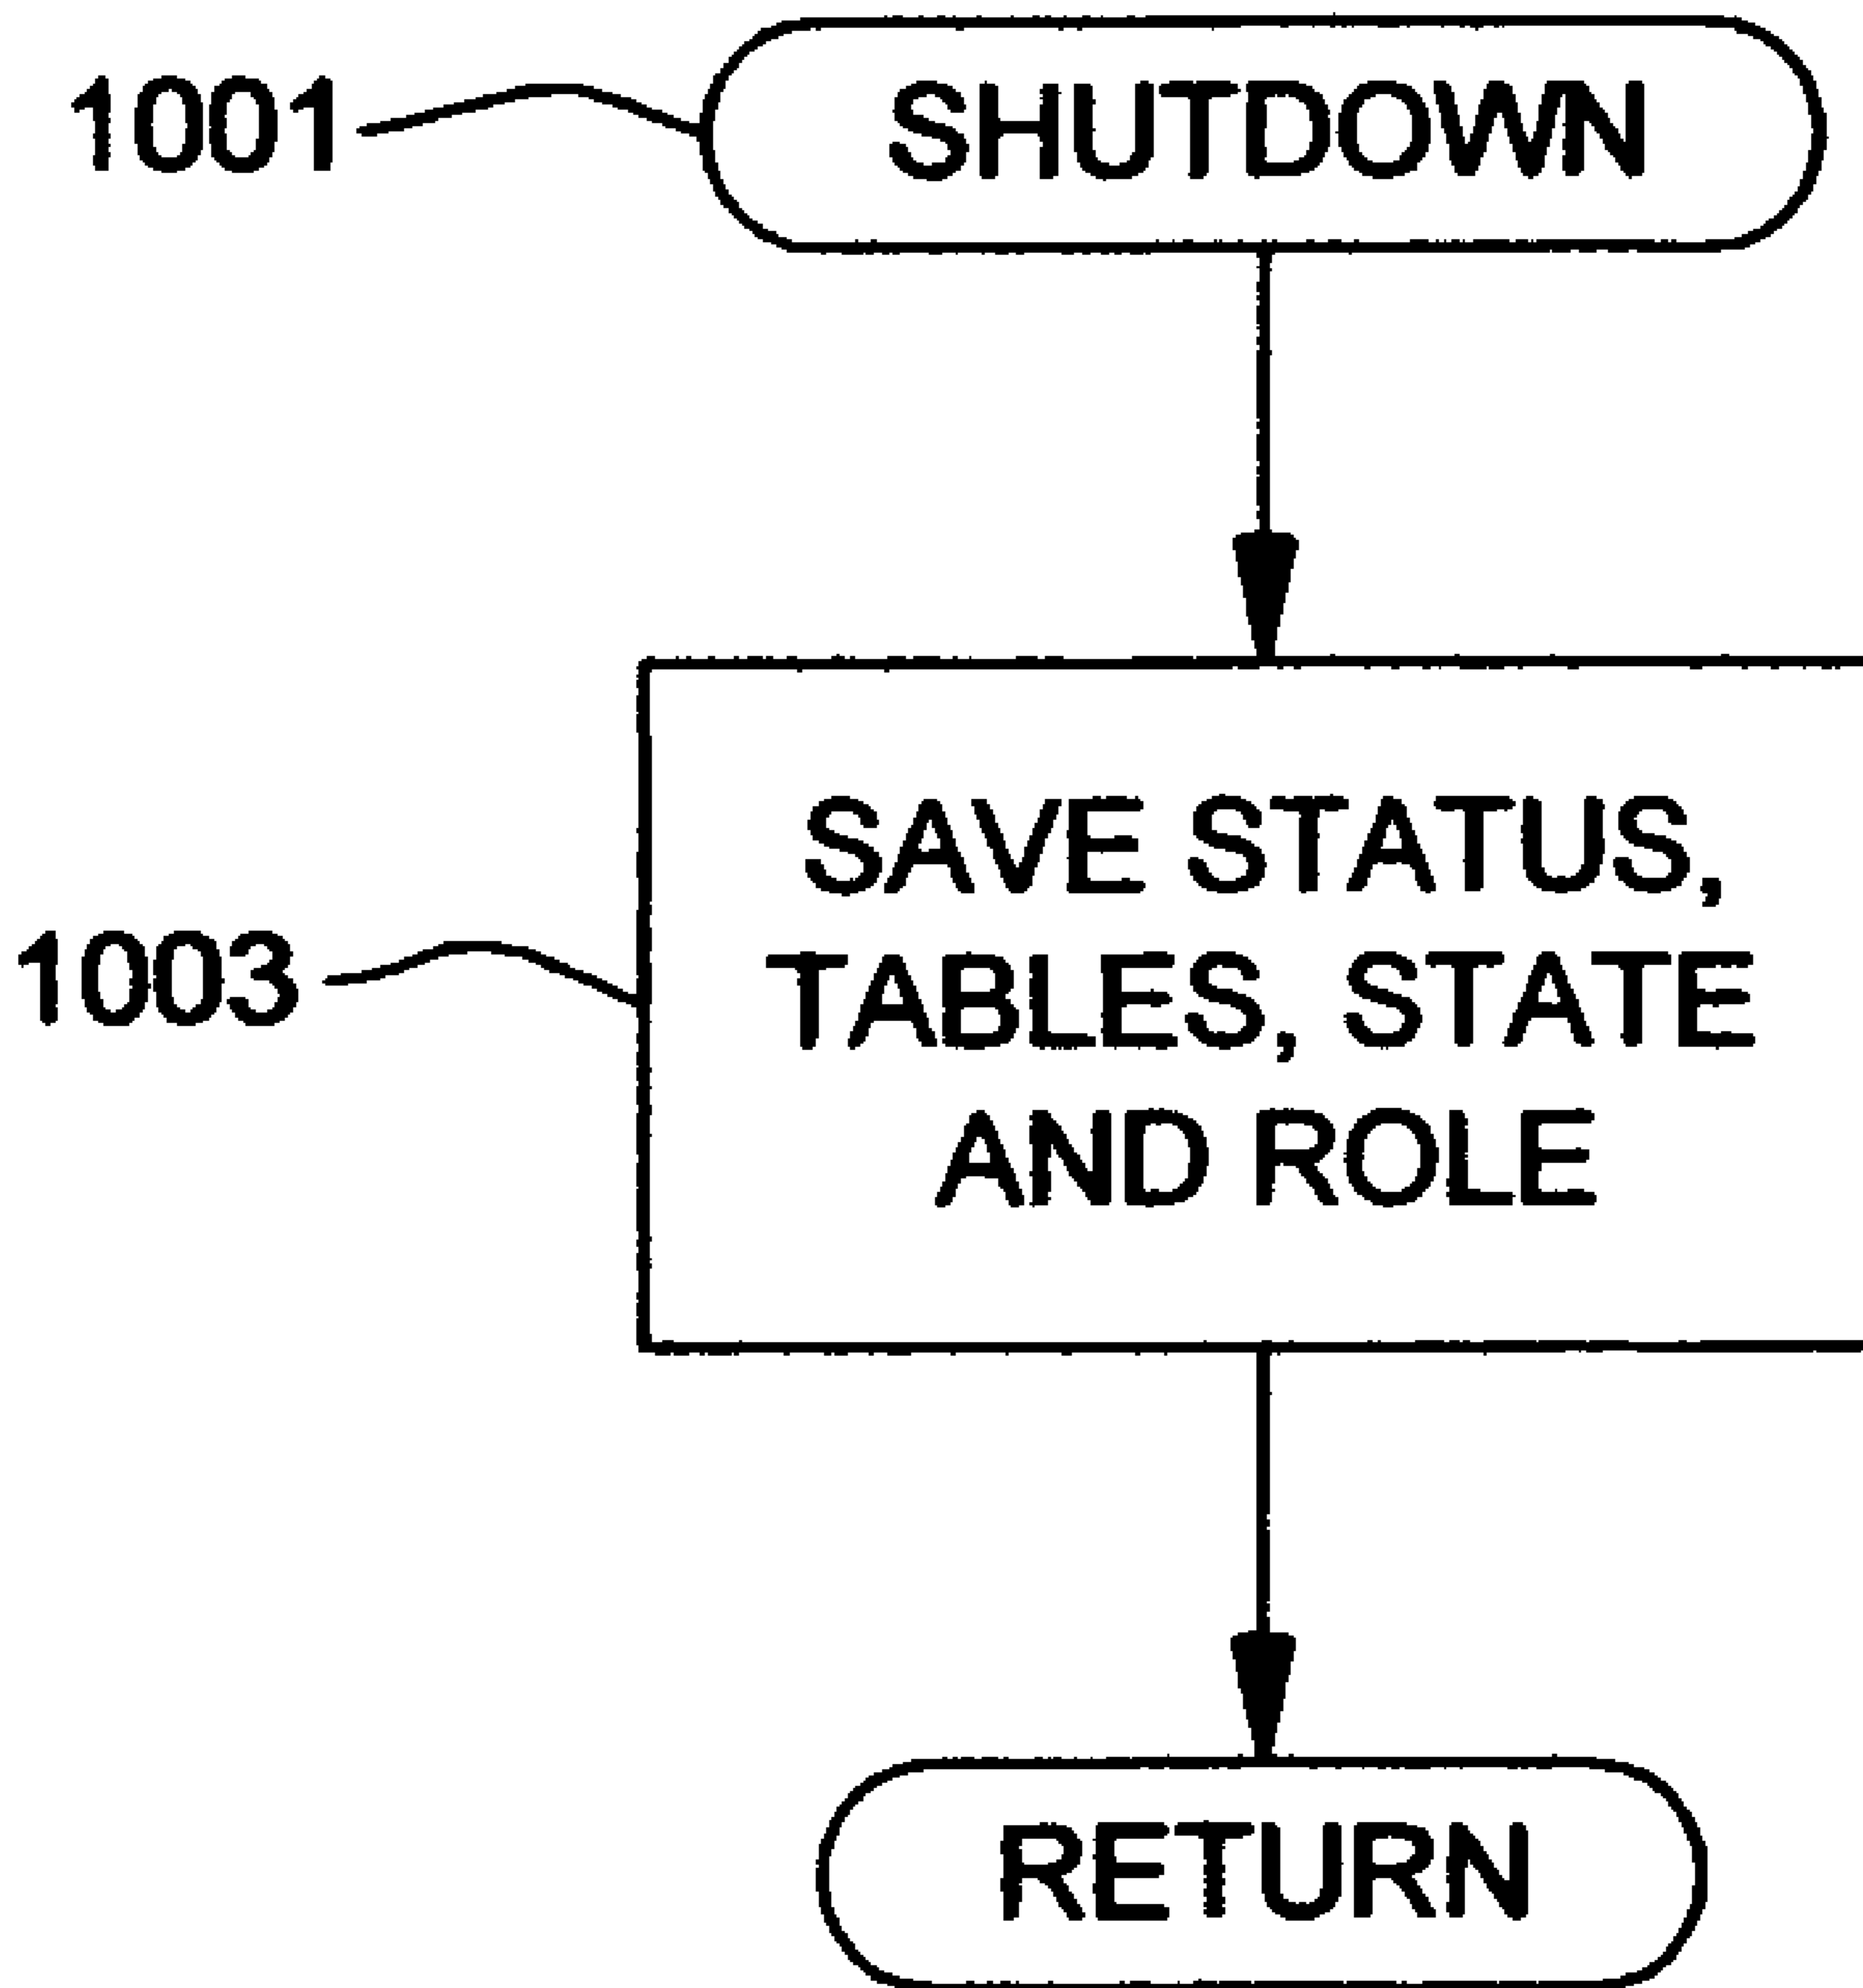 1001
SHUTDOWN
1003
SAVE STATUS,
TABLES, STATE
AND ROLE
RETURN